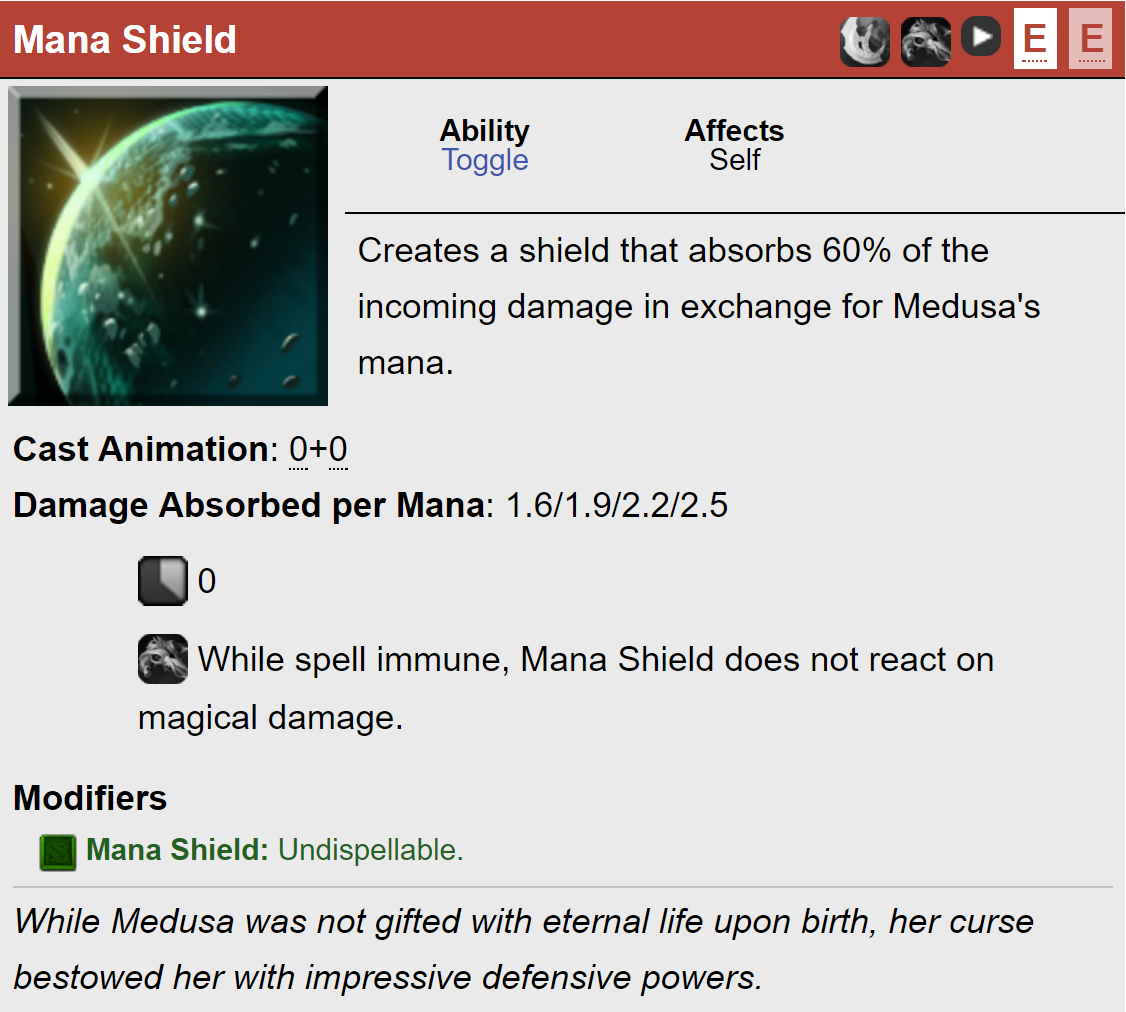 Mana Shield E E
Ability Affects
Toggle Self
Creates a shield that absorbs 60% of the
incoming damage in exchange for Medusa's
mana.
Cast Animation: 0+0
Damage Absorbed per Mana: 1.6/1.9/2.2/2.5
0
While spell immune, Mana Shield does not react on
magical damage.
Modifiers
Mana Shield: Undispellable.
While Medusa was not gifted with eternal life upon birth, her curse
bestowed her with impressive defensive powers.